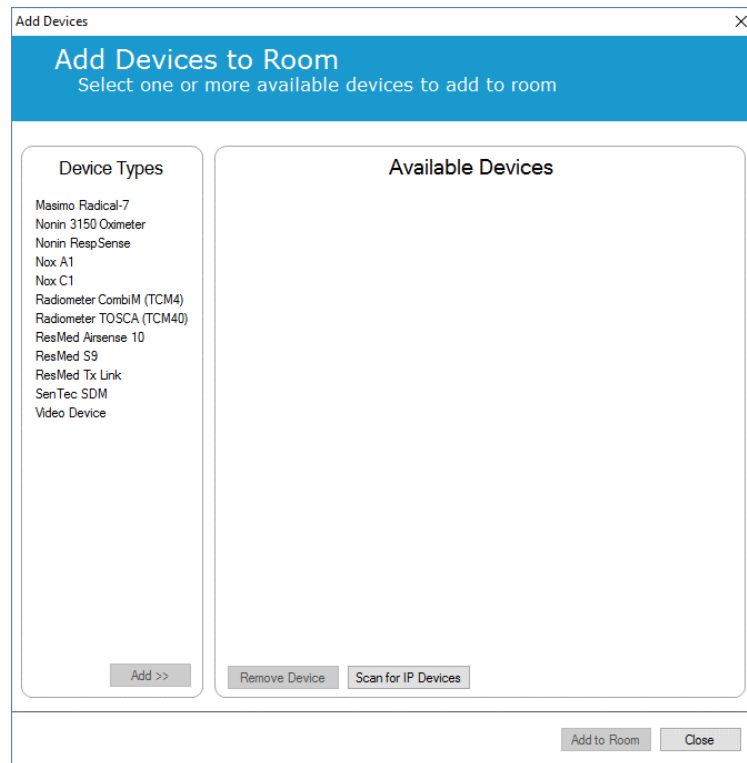 Add Devices
Add Devices to Room
Select one or more available devices to add to room
Device Types
Masimo Radical-7
Nonin 3150 Oximeter
Nonin RespSense
Nox A1
Nox C1
Radiometer CombiM (TCM4)
Radiometer TOSCA (TCM40)
ResMed Airsense 10
ResMed S9
ResMed Tx Link
SenTec SDM
Video Device
Add >>
Available Devices
Remove Device
Scan for IP Devices
Add to Room
Close